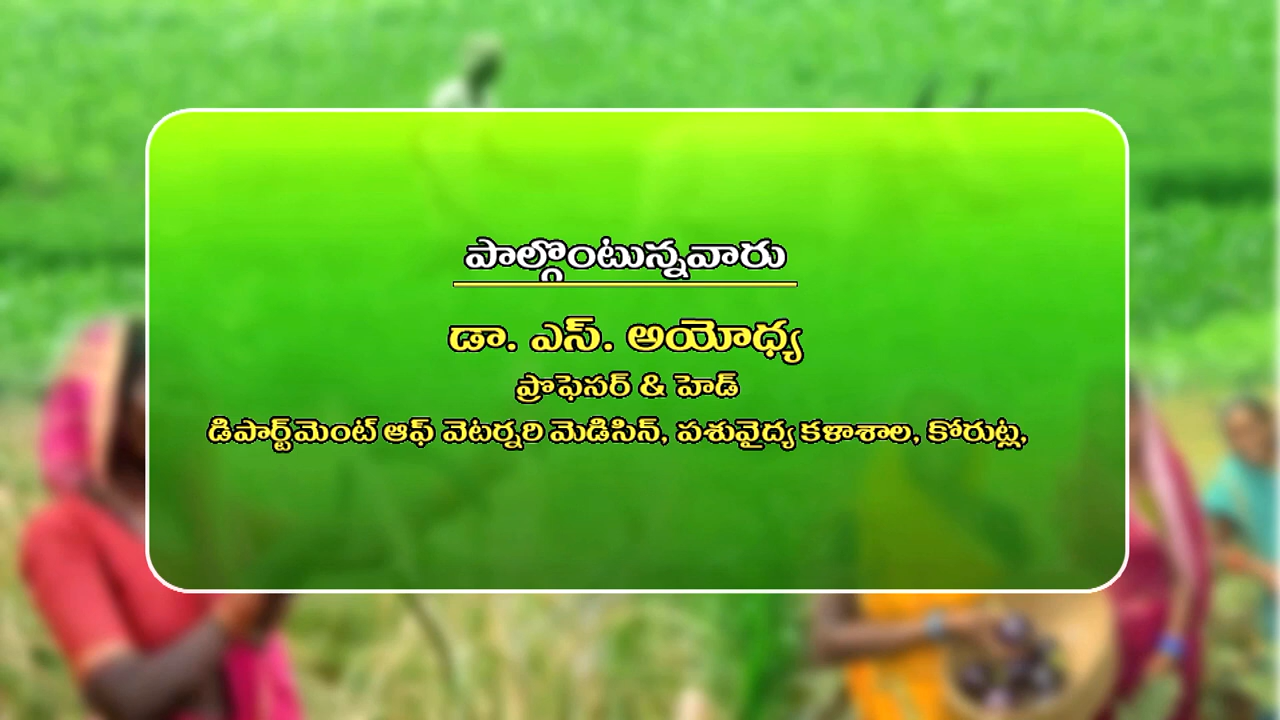 పాల్గొంటున్నవారు
డా. ఎస్. అయోధ్య
ప్రొఫెసర్ & హెడ్
డిపార్ట్‌మెంట్ ఆఫ్ వెటర్నరి మెడిసిన్, పశువైద్య కళాశాల, కోరుట్ల,